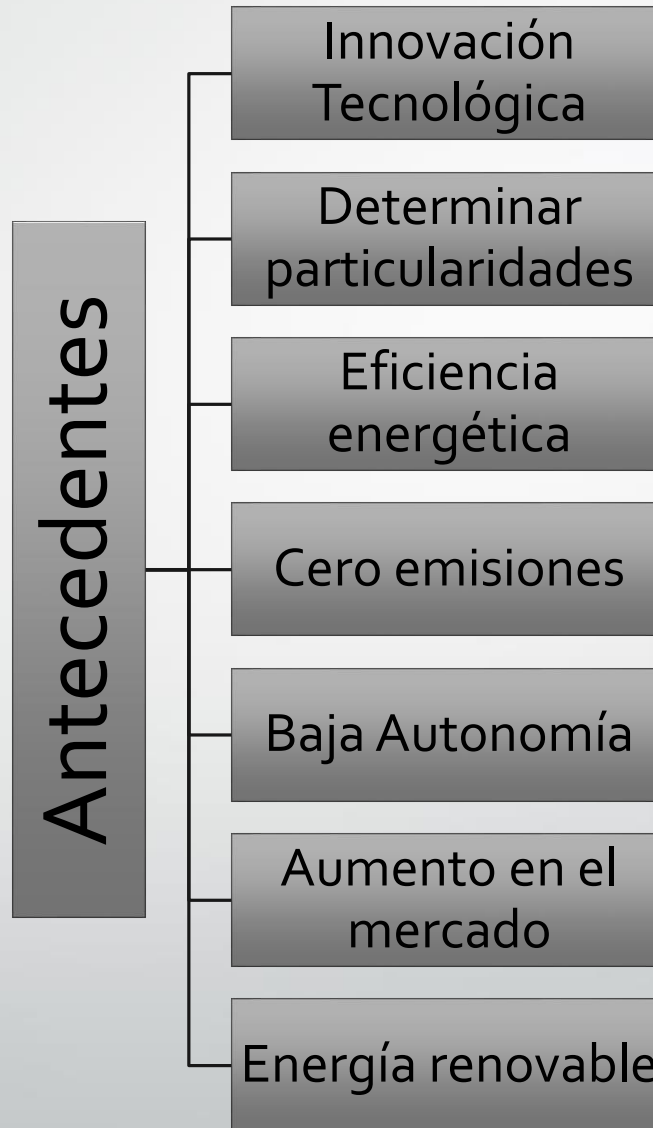 Antecedentes
Innovación
Tecnológica
Determinar
particularidades
Eficiencia
energética
Cero emisiones
Baja Autonomía
Aumento en el
mercado
Energía renovable